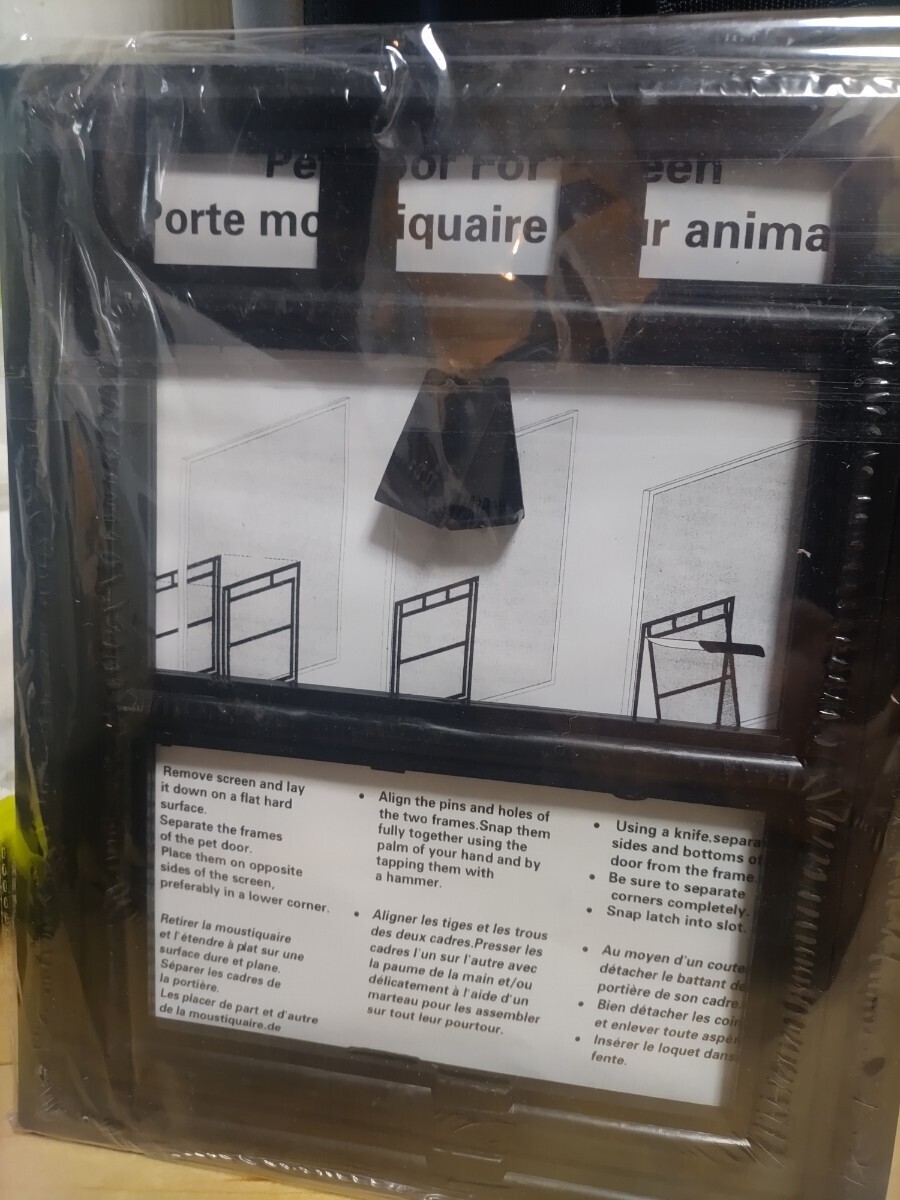 Pe oor For een
Porte mo iquaire ur anima
Remove screen and lay
it down on a flat hard
surface.
Separate the frames
of the pet door.
Place them on opposite
sides of the screen,
preferably in a lower corner.
Retirer la moustiquaire
et l'étendre à plat sur une
surface dure et plane.
Séparer les cadres de
la portière.
Les placer de part et d'autre
de la moustiquaire.de
• Align the pins and holes of
the two frames.Snap them
fully together using the
palm of your hand and by
tapping them with
a hammer.
• Aligner les tiges et les trous
des deux cadres.Presser les
cadres l'un sur l'autre avec
la paume de la main et/ou
délicatement à l'aide d'un
marteau pour les assembler
sur tout leur pourtour.
• Using a knife,separa
sides and bottoms o
door from the frame.
• Be sure to separate
corners completely.
• Snap latch into slot.
• Au moyen d'un coute
détacher le battant de
portière de son cadre.
• Bien détacher les coin
et enlever toute aspér
• Insérer le loquet dans
fente.